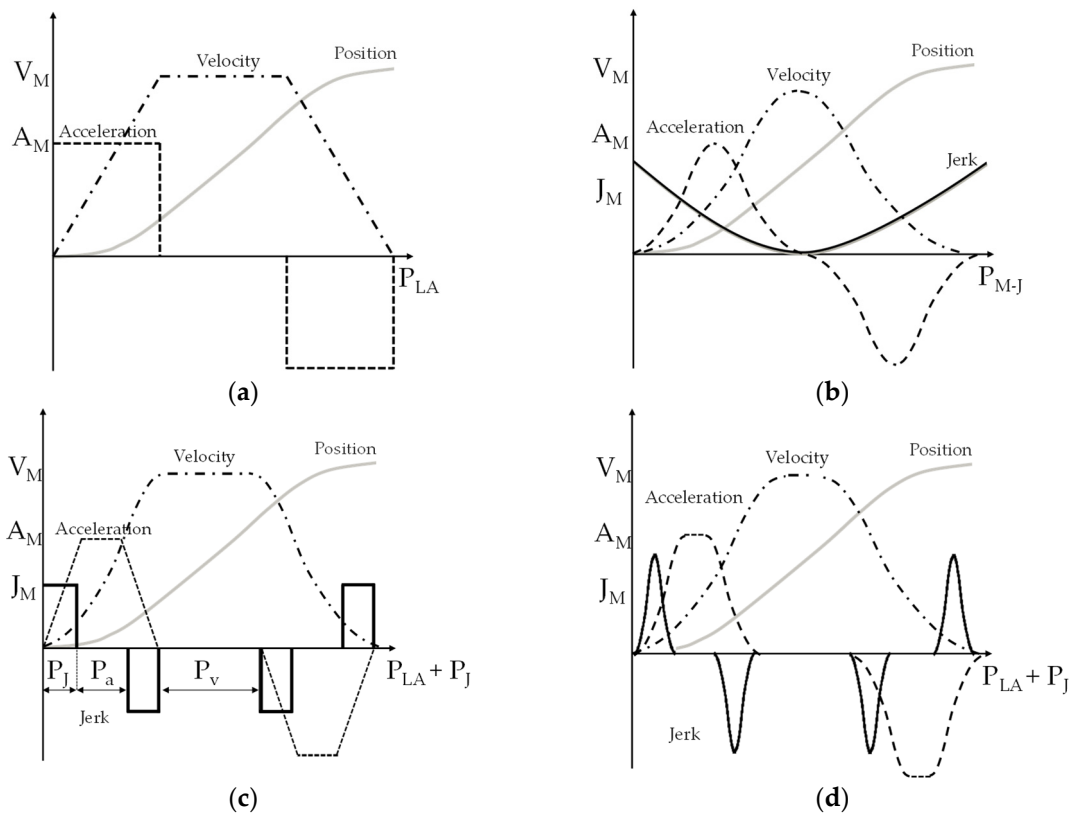 Position
Velocity
V_M
Acceleration
A_M
P_LA
(a)
Position
V_M
Velocity
Acceleration
A_M
Jerk
J_M
P_M-J
(b)
Position
Velocity
V_M
Acceleration
A_M
J_M
P_J
P_a
P_v
P_LA + P_J
Jerk
(c)
Position
Velocity
V_M
Acceleration
A_M
J_M
P_LA + P_J
Jerk
(d)